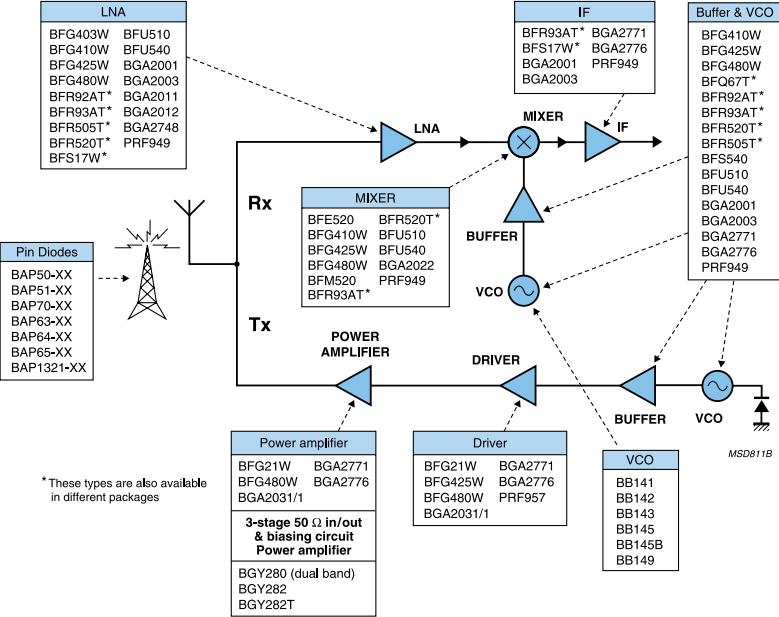 LNA
BFG403W BFU510
BFG410W BFU540
BFG425W BGA2001
BFG480W BGA2003
BFR92AT* BGA2011
BFR93AT* BGA2012
BFR505T* BGA2748
BFR520T* PRF949
BFS17W*
IF
BFR93AT* BGA2771
BFS17W* BGA2776
BGA2001 PRF949
BGA2003
Buffer & VCO
BFG410W
BFG425W
BFG480W
BFQ67T*
BFR92AT*
BFR93AT*
BFR520T*
BFR505T*
BFS540
BFU510
BFU540
BGA2001
BGA2003
BGA2771
BGA2776
PRF949
LNA
MIXER
IF
MIXER
BFE520 BFR520T*
BFG410W BFU510
BFG425W BFU540
BFG480W BGA2022
BFM520 PRF949
BFR93AT*
Rx
BUFFER
VCO
Pin Diodes
BAP50-XX
BAP51-XX
BAP70-XX
BAP63-XX
BAP64-XX
BAP65-XX
BAP1321-XX
Tx
POWER
AMPLIFIER
DRIVER
BUFFER
VCO
MSD811B
Power amplifier
BFG21W BGA2771
BFG480W BGA2776
BGA2031/1
3-stage 50 Ω in/out
& biasing circuit
Power amplifier
BGY280 (dual band)
BGY282
BGY282T
Driver
BFG21W BGA2771
BFG425W BGA2776
BFG480W PRF957
BGA2031/1
VCO
BB141
BB142
BB143
BB145
BB145B
BB149
* These types are also available
in different packages